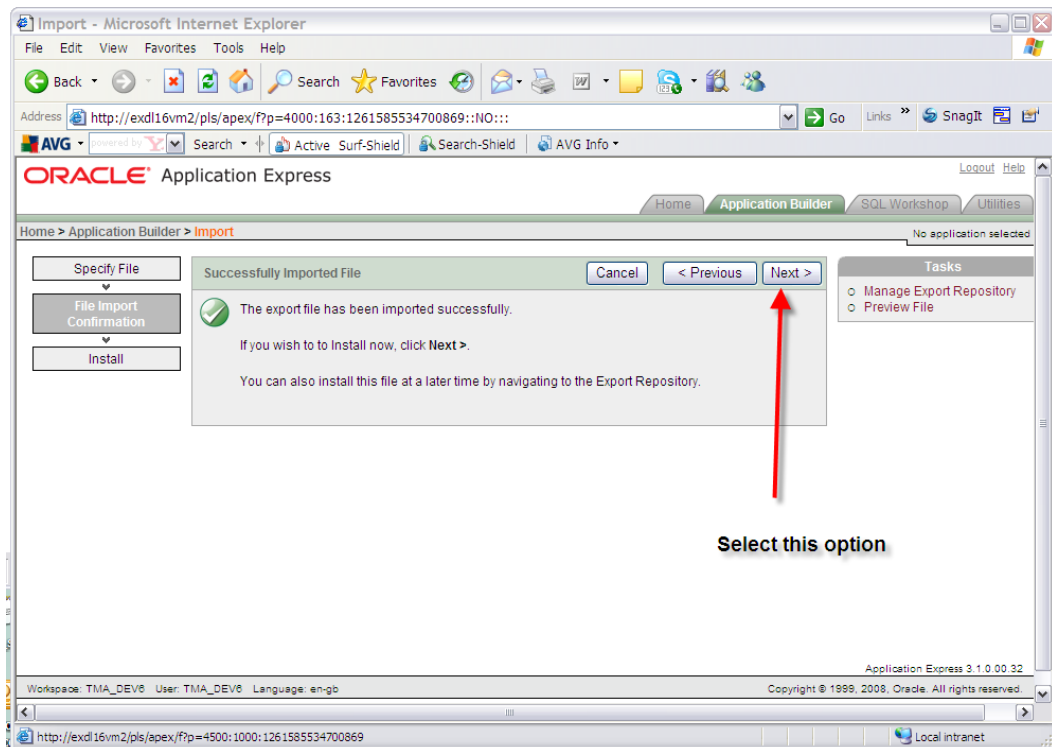 Import - Microsoft Internet Explorer
File Edit View Favorites Tools Help
Back Search Favorites
Address http://exdl16vm2/pls/apex/f?p=4000:163:1261585534700869::NO::: Go Links » SnagIt
AVG powered by Y! Search Active Surf-Shield Search-Shield AVG Info
ORACLE Application Express
Logout Help
Home Application Builder SQL Workshop Utilities
Home > Application Builder > Import
No application selected
Specify File
File Import
Confirmation
Install
Successfully Imported File Cancel < Previous Next >
The export file has been imported successfully.
If you wish to to Install now, click Next >.
You can also install this file at a later time by navigating to the Export Repository.
Tasks
Manage Export Repository
Preview File
Select this option
Application Express 3.1.0.00.32
Workspace: TMA_DEV6 User: TMA_DEV6 Language: en-gb Copyright © 1999, 2008, Oracle. All rights reserved.
http://exdl16vm2/pls/apex/f?p=4500:1000:1261585534700869 Local intranet